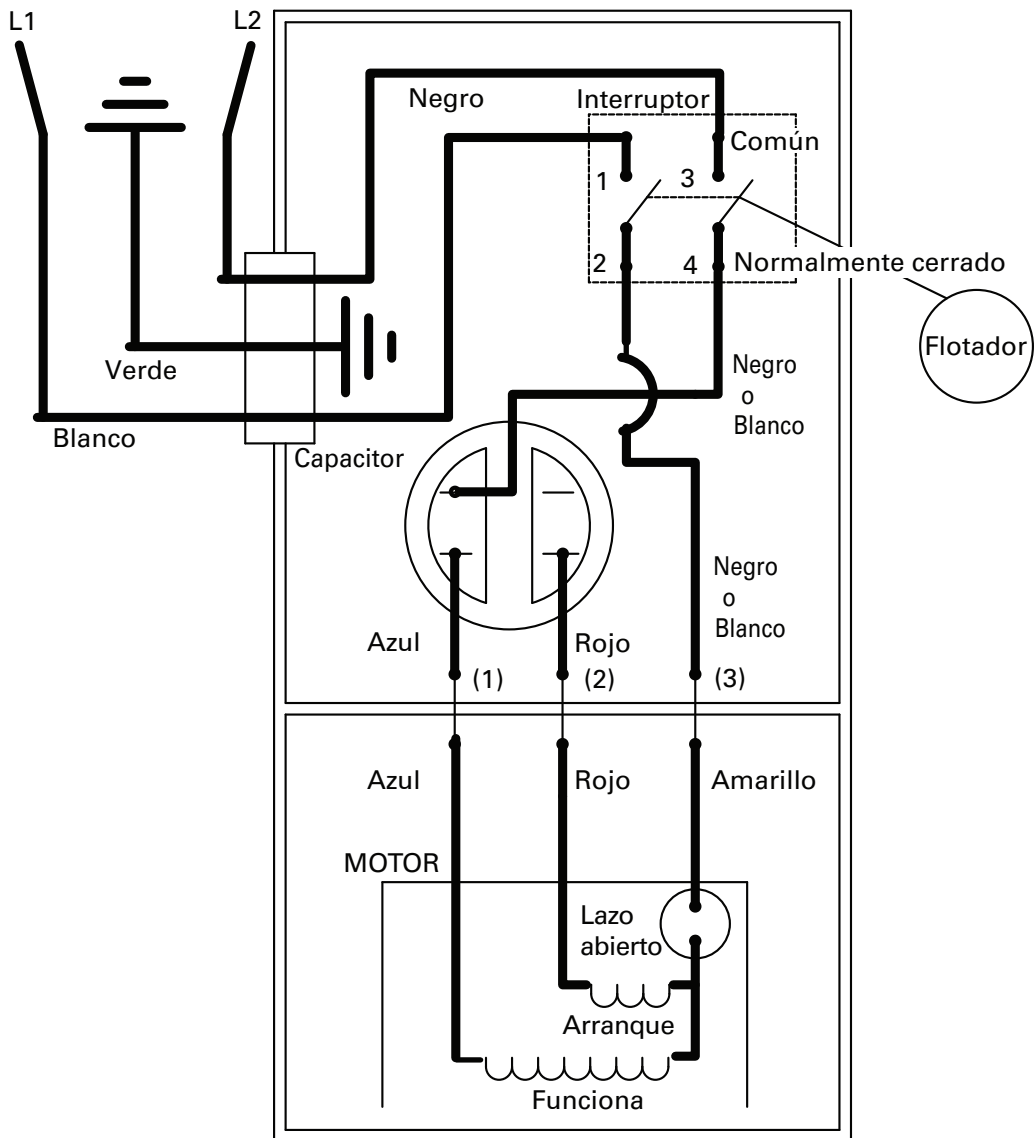 L1
L2
Negro
Interruptor
Común
1
3
2
4
Normalmente cerrado
Flotador
Verde
Negro
o
Blanco
Blanco
Capacitor
Negro
o
Blanco
Azul
Rojo
(1)
(2)
(3)
Azul
Rojo
Amarillo
MOTOR
Lazo
abierto
Arranque
Funciona